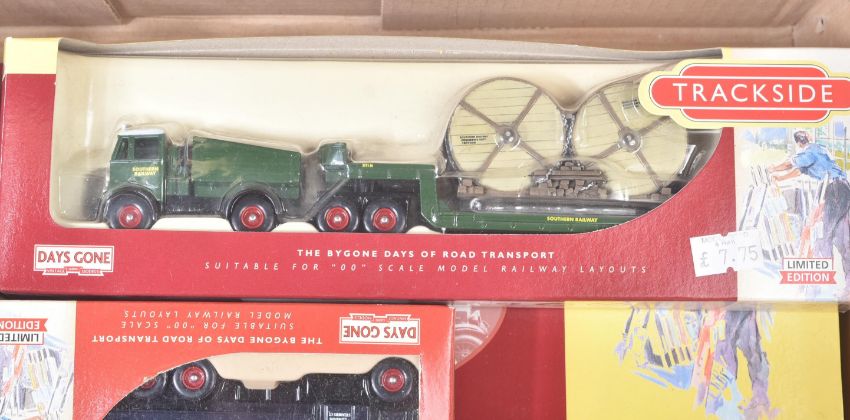 TRACKSIDE
SOUTHERN
RAILWAY
SOUTHERN RAILWAY
DAYS GONE
THE BYGONE DAYS OF ROAD TRANSPORT
SUITABLE FOR "00" SCALE MODEL RAILWAY LAYOUTS
£ 7.75
LIMITED
EDITION
LIMITED
EDITION
SUITABLE FOR "00" SCALE
MODEL RAILWAY LAYOUTS
THE BYGONE DAYS OF ROAD TRANSPORT
DAYS GONE